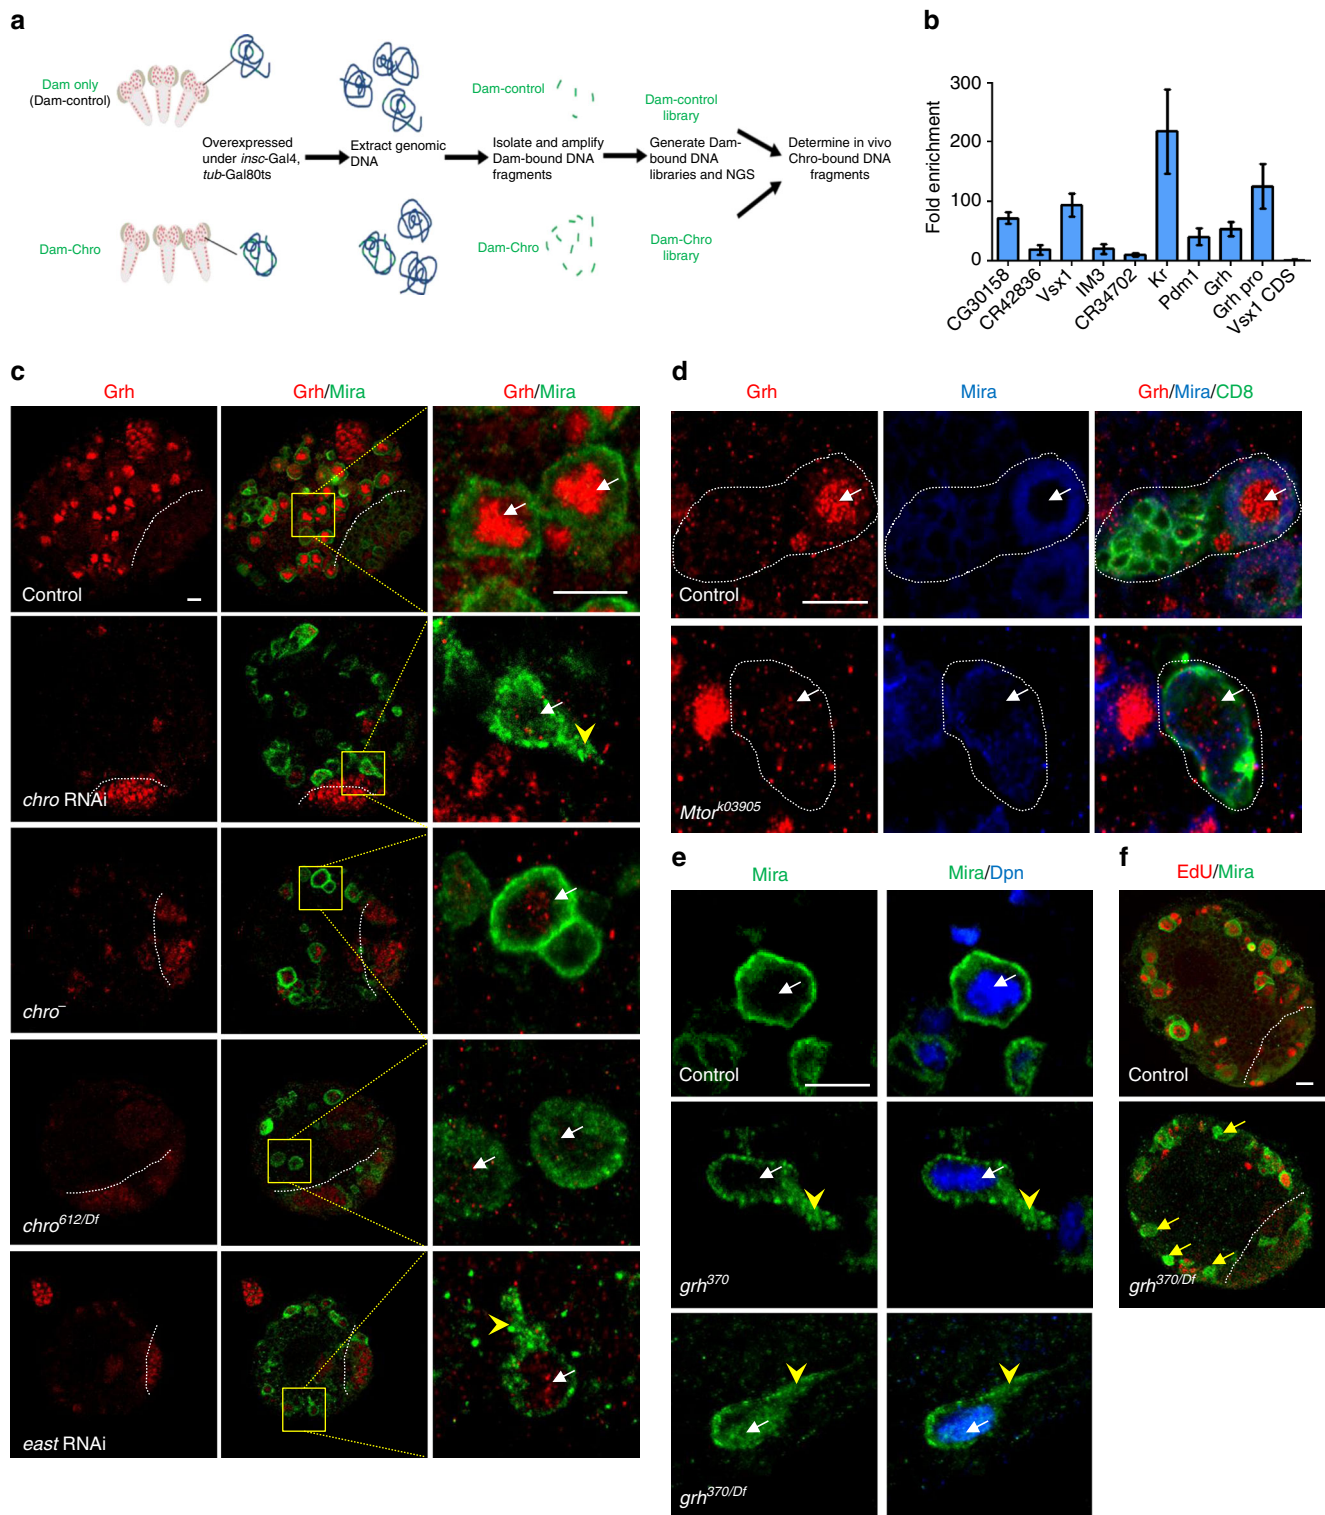 a
Dam only
(Dam-control)
Overexpressed
under insc-Gal4,
tub-Gal80ts
Extract genomic
DNA
Dam-control
Isolate and amplify
Dam-bound DNA
fragments
Dam-control
library
Generate Dam-
bound DNA
libraries and NGS
Determine in vivo
Chro-bound DNA
fragments
Dam-Chro
Dam-Chro
Dam-Chro
library
b
Fold enrichment
300
200
100
0
CG30158
CR42836
Vsx1
IM3
CR34702
Kr
Pdm1
Grh
Grh pro
Vsx1 CDS
c
Grh
Grh/Mira
Grh/Mira
Control
chro RNAi
chro–
chro612/Df
east RNAi
d
Grh
Mira
Grh/Mira/CD8
Control
Mtork03905
e
Mira
Mira/Dpn
Control
grh370
grh370/Df
f
EdU/Mira
Control
grh370/Df